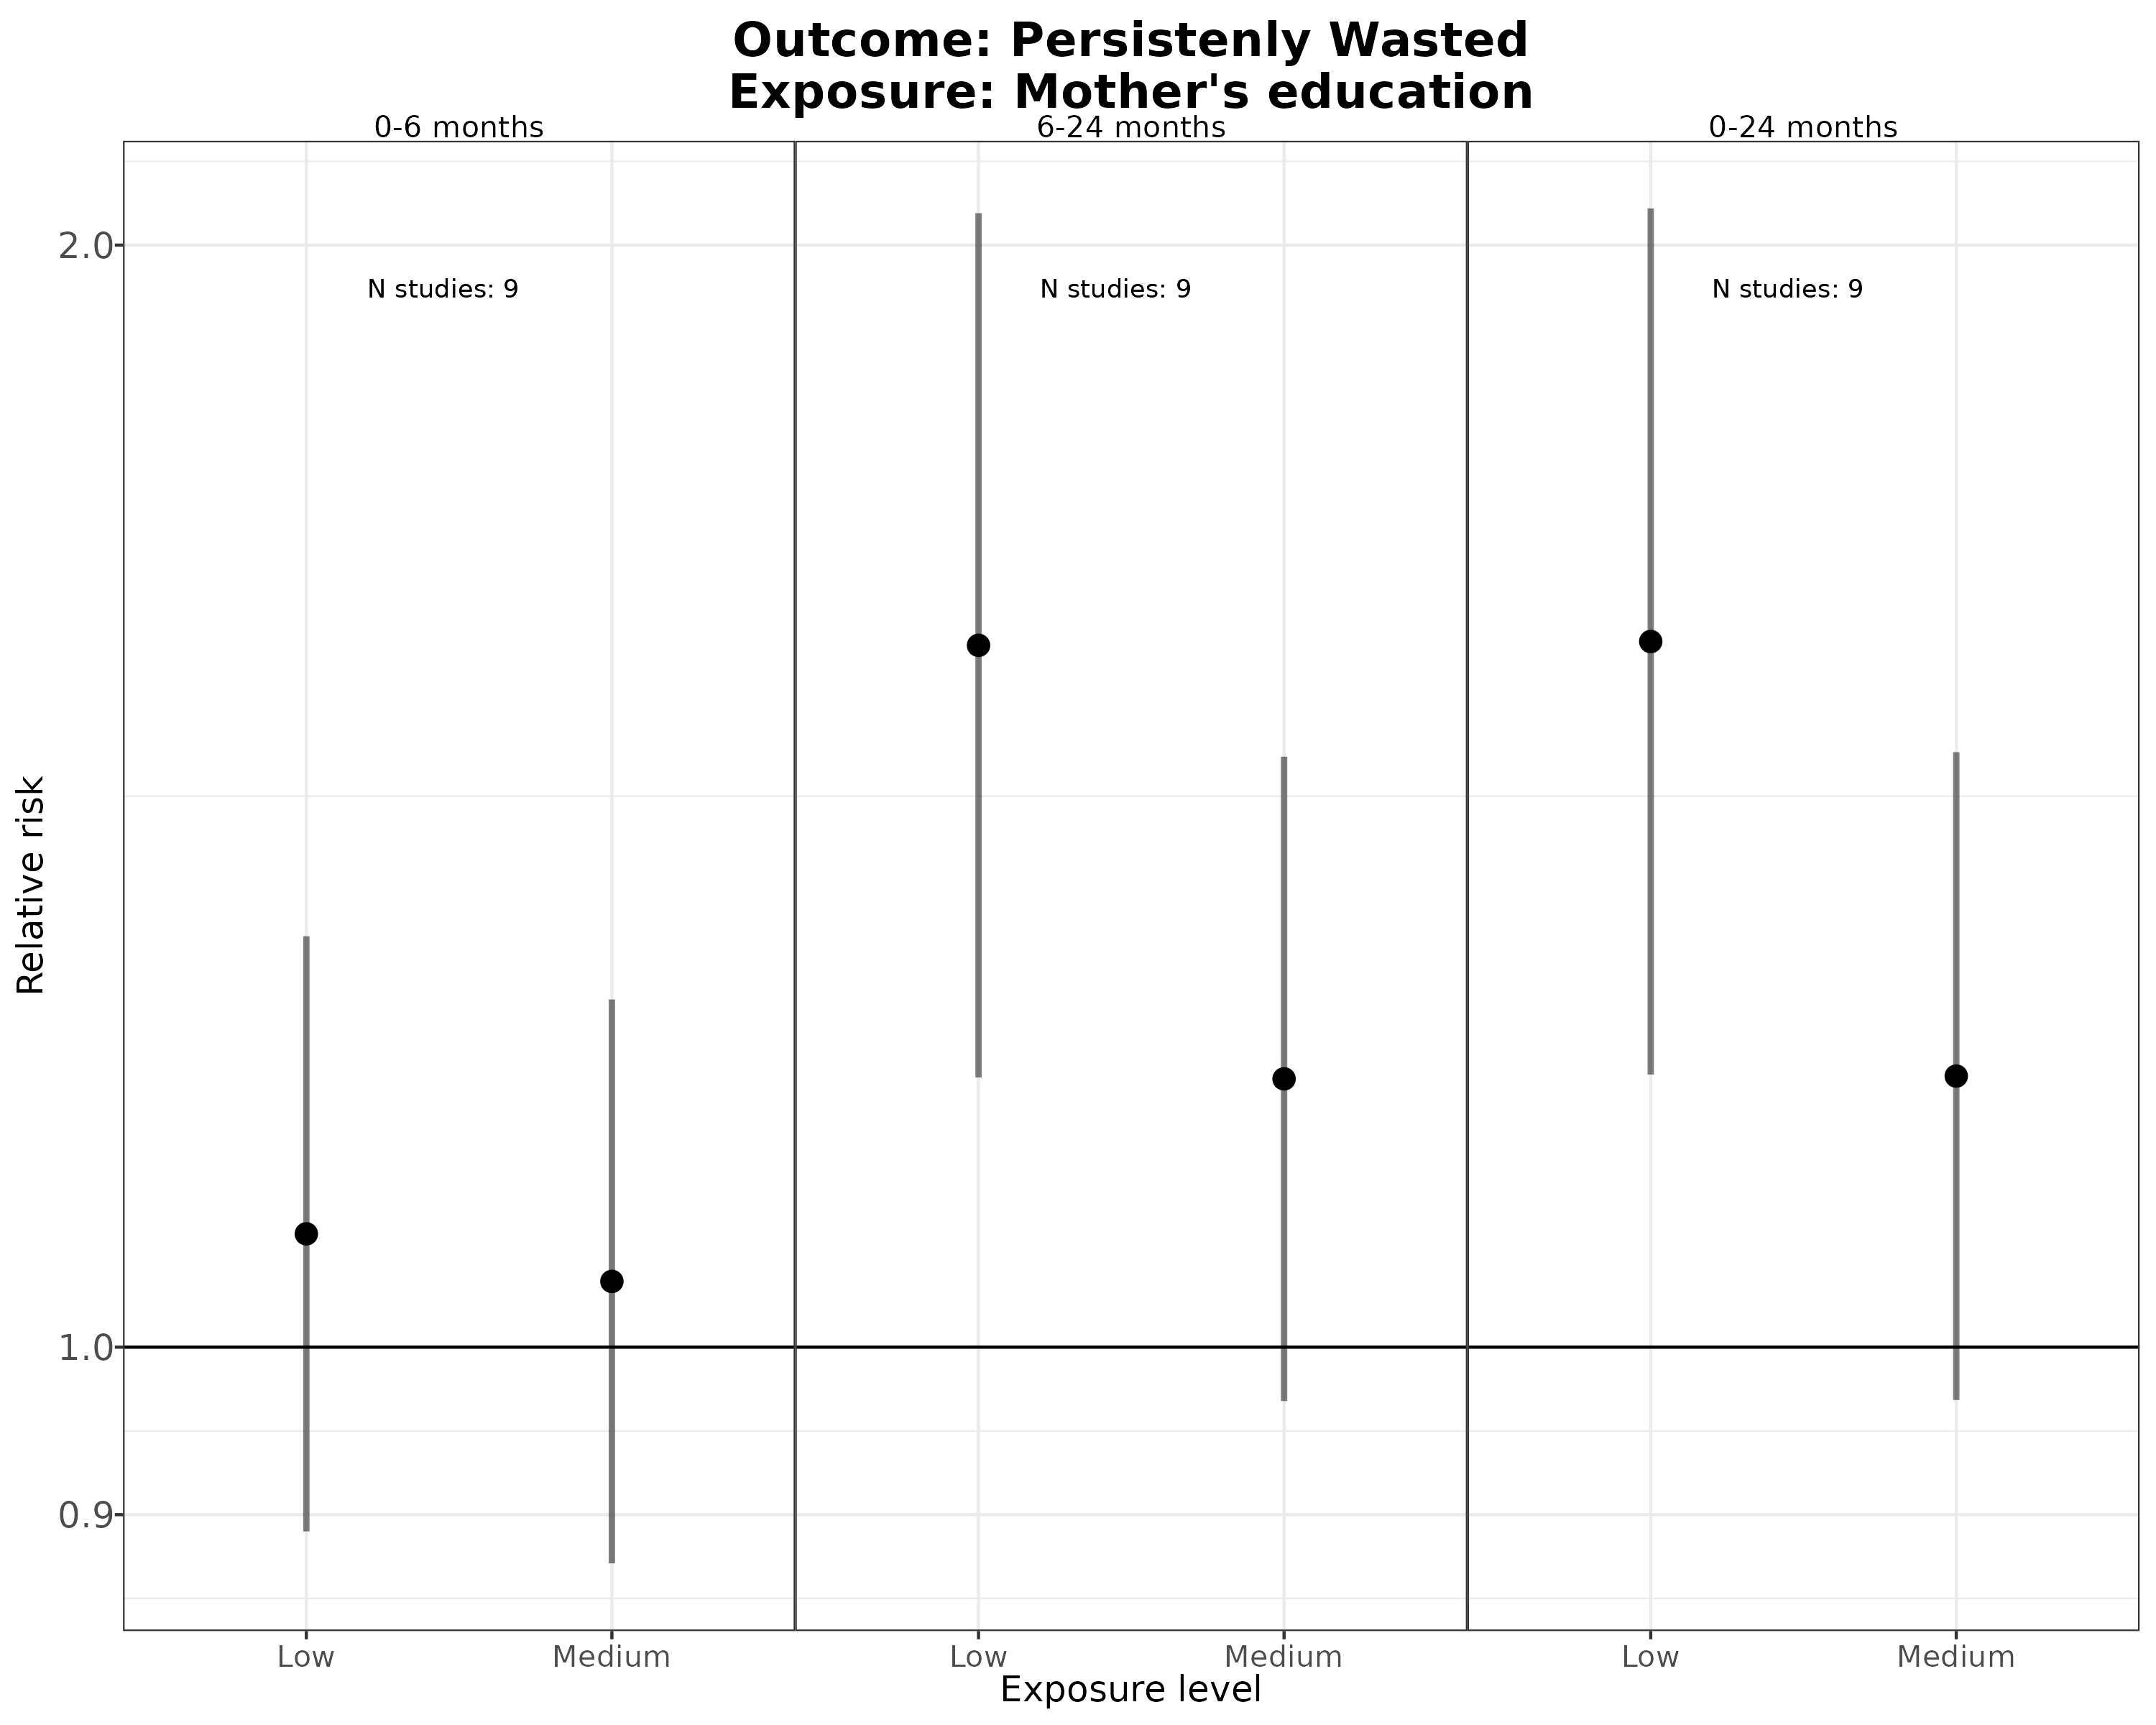 Outcome: Persistenly Wasted
Exposure: Mother's education
0-6 months
6-24 months
0-24 months
2.0
N studies: 9
N studies: 9
N studies: 9
Relative risk
1.0
0.9
Low
Medium
Low
Medium
Low
Medium
Exposure level